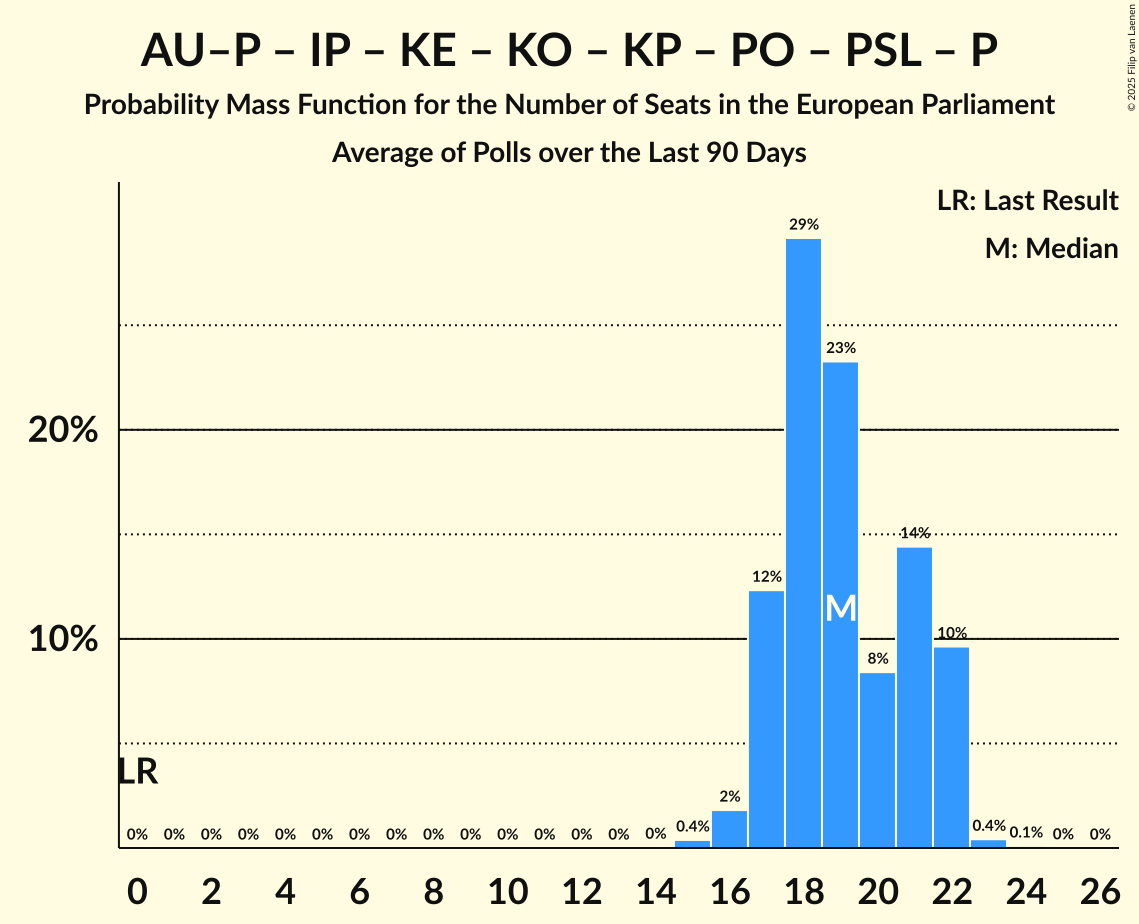 AU–P – IP – KE – KO – KP – PO – PSL – P
Probability Mass Function for the Number of Seats in the European Parliament
Average of Polls over the Last 90 Days
© 2025 Filip van Laenen
LR: Last Result
M: Median
29%
23%
20%
14%
12%
M
10%
10%
8%
LR
2%
0% 0% 0% 0% 0% 0% 0% 0% 0% 0% 0% 0% 0% 0% 0% 0.4% 0.4% 0.1% 0% 0%
0 2 4 6 8 10 12 14 16 18 20 22 24 26